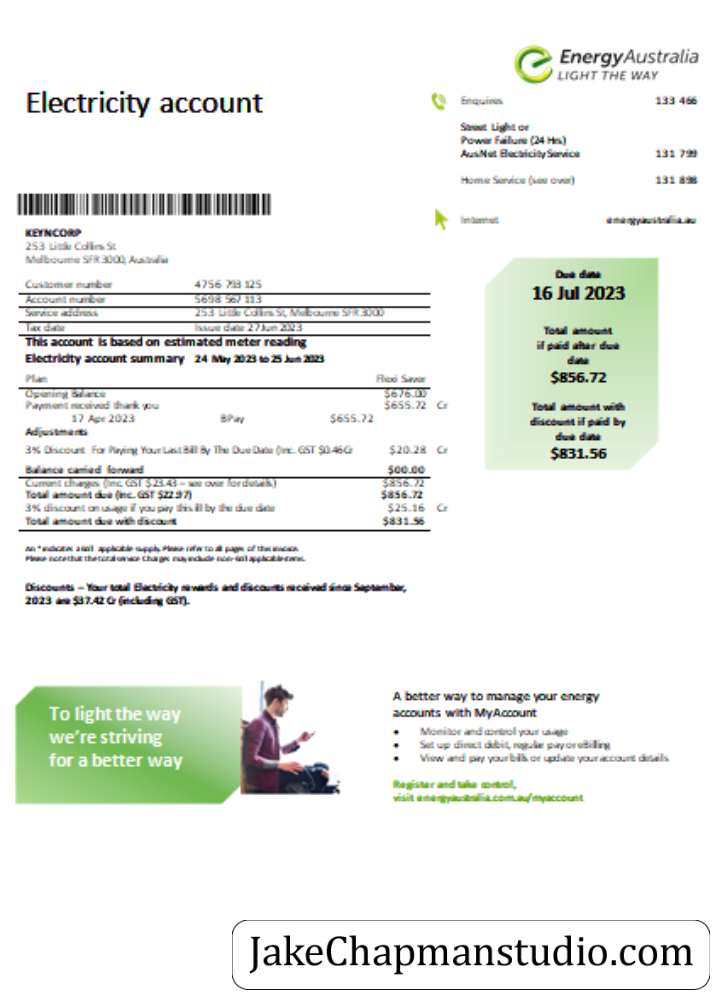 EnergyAustralia
LIGHT THE WAY
Electricity account
Enquires 133 466
Street Light or
Power Failure (24 Hrs)
AusNet Electricity Service 131 799
Home Service (see over) 131 898
Internet energyaustralia.au
KEYNCORP
253 Little Collins St
Melbourne SFR 3000, Australia
Customer number 4756 793 125
Account number 5698 567 113
Service address 253 Little Collins St, Melbourne SFR 3000
Tax date Issue date 27 Jun 2023
This account is based on estimated meter reading
Electricity account summary 24 May 2023 to 25 Jun 2023
Plan Flexi Saver
Opening Balance $676.00
Payment received thank you $655.72 Cr
17 Apr 2023 BPay $655.72
Adjustments
3% Discount For Paying Your Last Bill By The Due Date (Inc. GST $0.46Cr $20.28 Cr
Balance carried forward $00.00
Current charges (Inc. GST $23.43 – see over for details) $856.72
Total amount due (Inc. GST $22.97) $856.72
3% discount on usage if you pay this ill by the due date $25.16 Cr
Total amount due with discount $831.56
Due date
16 Jul 2023
Total amount
if paid after due
date
$856.72
Total amount with
discount if paid by
due date
$831.56
An * indicates a applicable supply. Please refer to all pages of this invoice.
Please note that the total service Charges may include applicable items.
Discounts – Your total Electricity rewards and discounts received since September,
2023 are $37.42 Cr (including GST).
To light the way
we're striving
for a better way
A better way to manage your energy
accounts with MyAccount
• Monitor and control your usage
• Set up direct debit, regular pay or eBilling
• View and pay your bills or update your account details
Register and take control,
visit energyaustralia.com.au/myaccount
JakeChapmanstudio.com